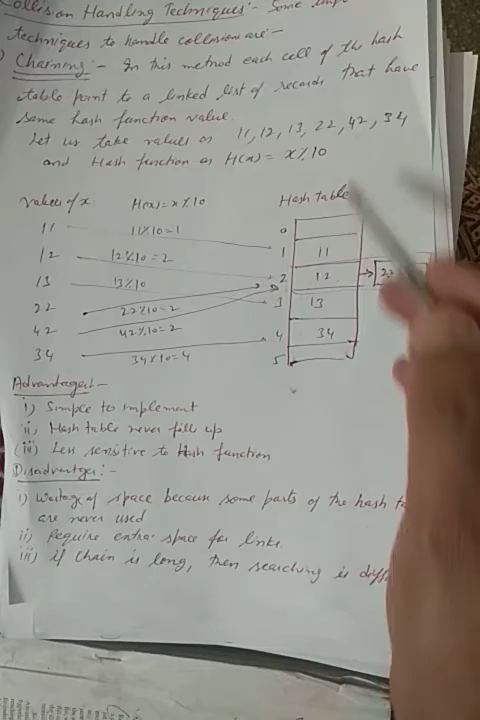 Collision Handling Techniques:- Some
techniques to handle collosion are:-
Chaining:- In this method each cell of the hash
table point to a linked list of records that have
same hash function value.
Let us take values as 11, 12, 13, 22, 42, 34
and Hash function as H(x) = x%10
values of x H(x) = x%10 Hash table
0
11 11%10=1 1 11
12 12%10=2 2 12 22
13 13%10 3 13
22 22%10=2
42 42%10=2
34 34%10=4 4 34
5
Advantages:-
i) Simple to implement
ii) Hash table never fills up
(iii) Less sensitive to Hash function
Disadvantges:-
i) Wastage of space because some parts of the hash
are never used
ii) Require extra space for links.
iii) if chain is long, then searching is